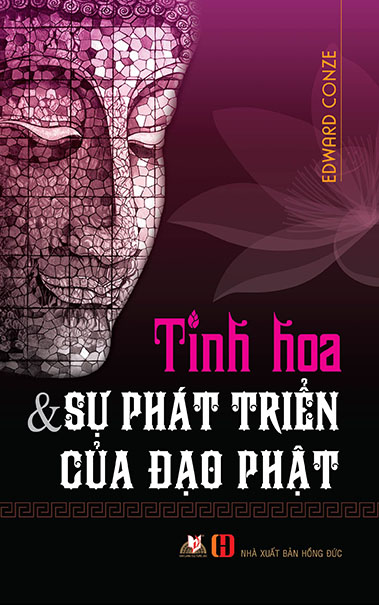 EDWARD CONZE
Tinh hoa
& SỰ PHÁT TRIỂN
CỦA ĐẠO PHẬT
NHÀ XUẤT BẢN HỒNG ĐỨC